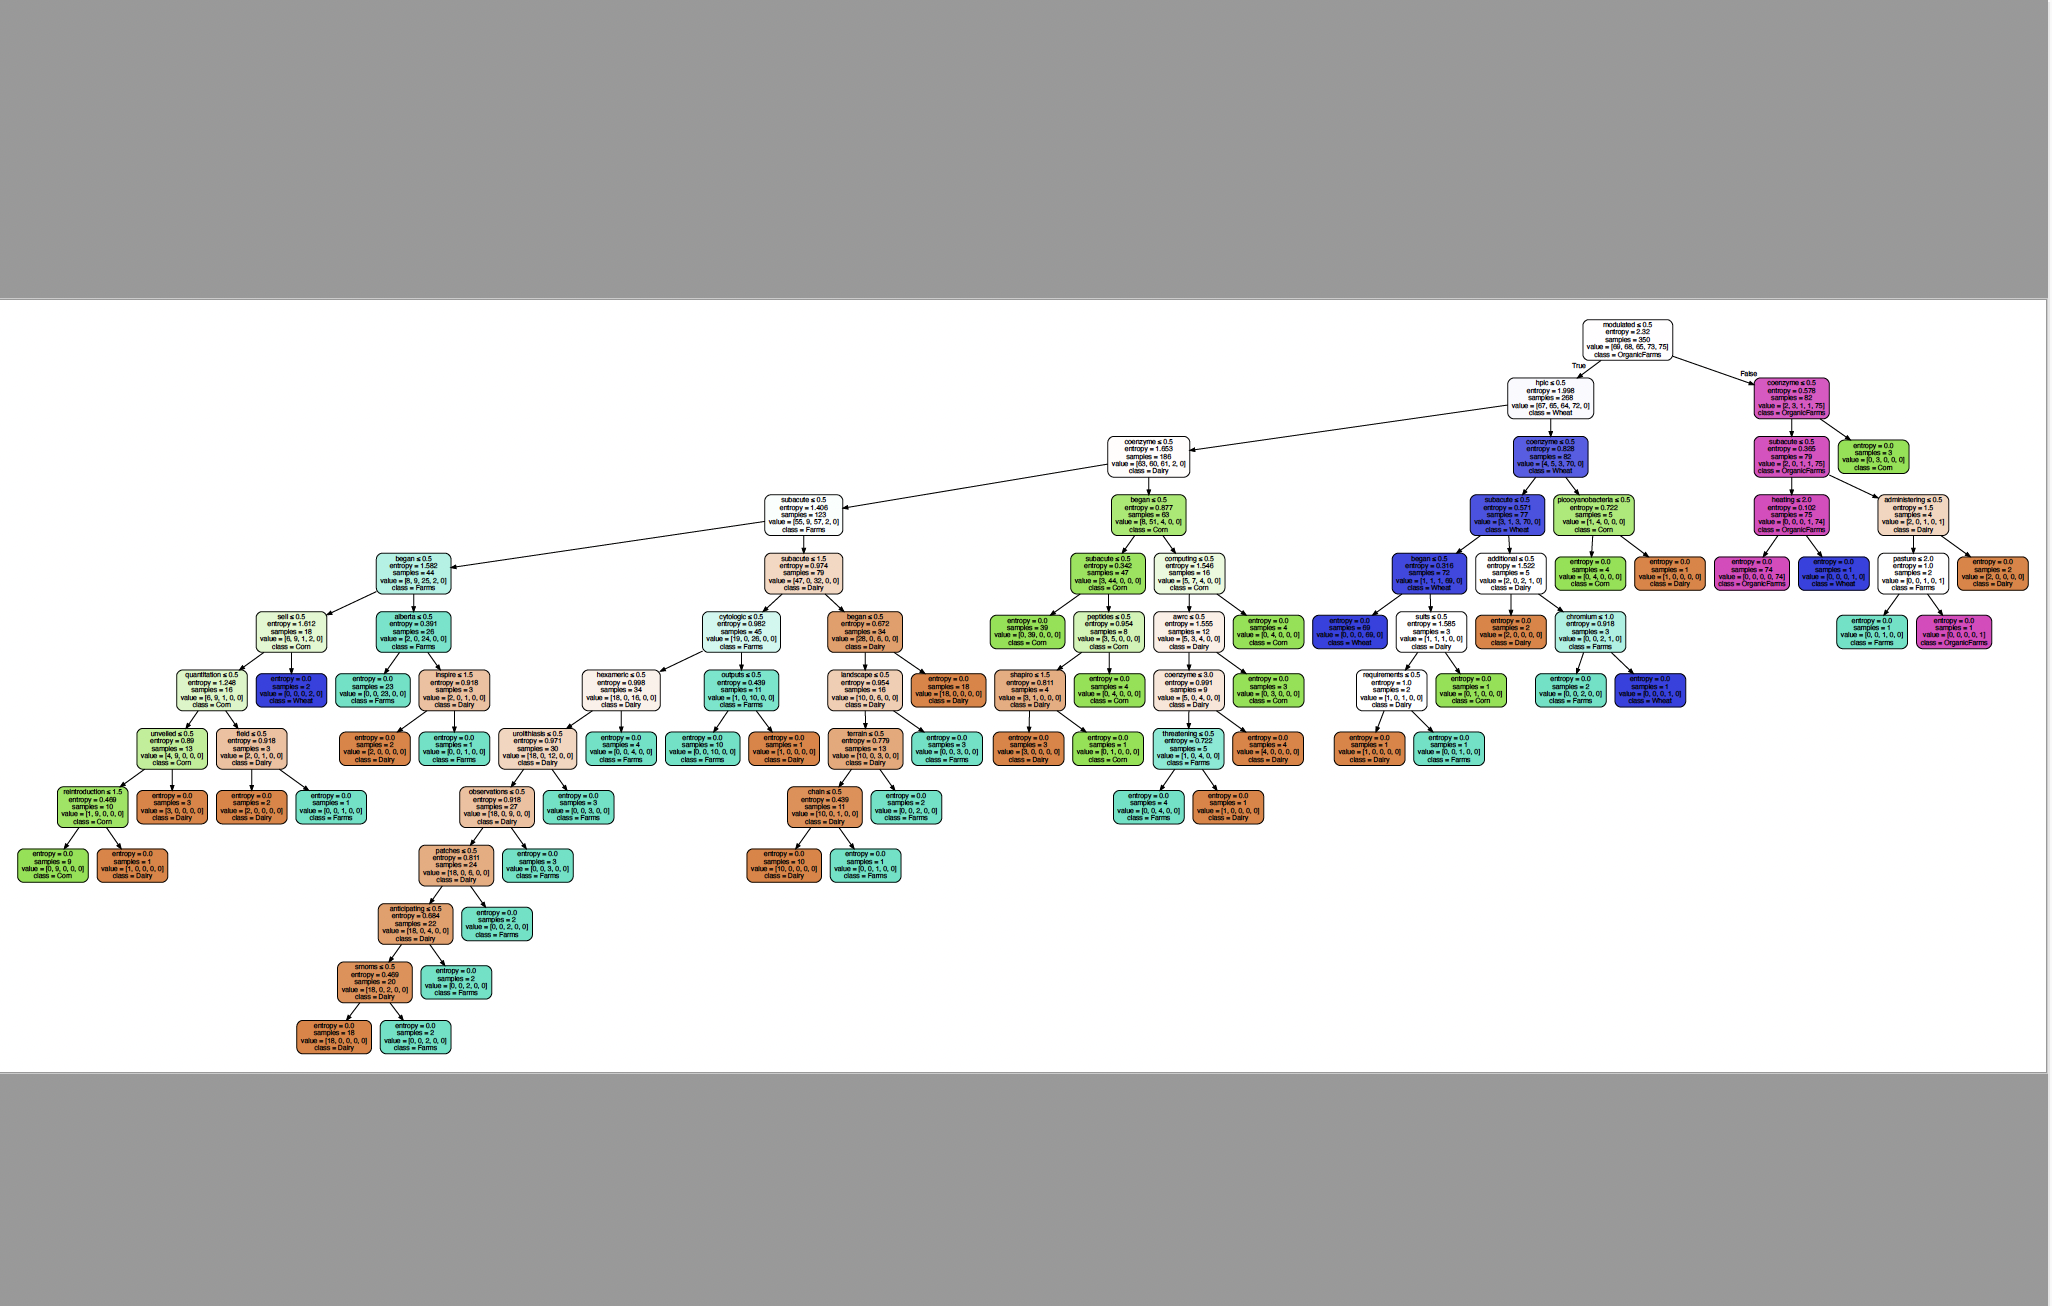 modulated ≤ 0.5
entropy = 2.32
samples = 350
value = [69, 68, 65, 73, 75]
class = OrganicFarms
True
False
hplc ≤ 0.5
entropy = 1.998
samples = 268
value = [67, 65, 64, 72, 0]
class = Wheat
coenzyme ≤ 0.5
entropy = 0.578
samples = 82
value = [2, 3, 1, 1, 75]
class = OrganicFarms
coenzyme ≤ 0.5
entropy = 1.653
samples = 186
value = [63, 60, 61, 2, 0]
class = Dairy
coenzyme ≤ 0.5
entropy = 0.828
samples = 82
value = [4, 5, 3, 70, 0]
class = Wheat
subacute ≤ 0.5
entropy = 0.365
samples = 79
value = [2, 0, 1, 1, 75]
class = OrganicFarms
entropy = 0.0
samples = 3
value = [0, 3, 0, 0, 0]
class = Corn
subacute ≤ 0.5
entropy = 1.406
samples = 123
value = [55, 9, 57, 2, 0]
class = Farms
began ≤ 0.5
entropy = 0.877
samples = 63
value = [8, 51, 4, 0, 0]
class = Corn
subacute ≤ 0.5
entropy = 0.571
samples = 77
value = [3, 1, 3, 70, 0]
class = Wheat
picocyanobacteria ≤ 0.5
entropy = 0.722
samples = 5
value = [1, 4, 0, 0, 0]
class = Corn
heating ≤ 2.0
entropy = 0.102
samples = 75
value = [0, 0, 0, 1, 74]
class = OrganicFarms
administering ≤ 0.5
entropy = 1.5
samples = 4
value = [2, 0, 1, 0, 1]
class = Dairy
began ≤ 0.5
entropy = 1.582
samples = 44
value = [8, 9, 25, 2, 0]
class = Farms
subacute ≤ 1.5
entropy = 0.974
samples = 79
value = [47, 0, 32, 0, 0]
class = Dairy
subacute ≤ 0.5
entropy = 0.342
samples = 47
value = [3, 44, 0, 0, 0]
class = Corn
computing ≤ 0.5
entropy = 1.546
samples = 16
value = [5, 7, 4, 0, 0]
class = Corn
began ≤ 0.5
entropy = 0.316
samples = 72
value = [1, 1, 1, 69, 0]
class = Wheat
additional ≤ 0.5
entropy = 1.522
samples = 5
value = [2, 0, 2, 1, 0]
class = Dairy
entropy = 0.0
samples = 4
value = [0, 4, 0, 0, 0]
class = Corn
entropy = 0.0
samples = 1
value = [1, 0, 0, 0, 0]
class = Dairy
entropy = 0.0
samples = 74
value = [0, 0, 0, 0, 74]
class = OrganicFarms
entropy = 0.0
samples = 1
value = [0, 0, 0, 1, 0]
class = Wheat
pasture ≤ 2.0
entropy = 1.0
samples = 2
value = [0, 0, 1, 0, 1]
class = Farms
entropy = 0.0
samples = 2
value = [2, 0, 0, 0, 0]
class = Dairy
sell ≤ 0.5
entropy = 1.612
samples = 18
value = [6, 9, 1, 2, 0]
class = Corn
alberta ≤ 0.5
entropy = 0.391
samples = 26
value = [2, 0, 24, 0, 0]
class = Farms
cytologic ≤ 0.5
entropy = 0.982
samples = 45
value = [19, 0, 26, 0, 0]
class = Farms
began ≤ 0.5
entropy = 0.672
samples = 34
value = [28, 0, 6, 0, 0]
class = Dairy
entropy = 0.0
samples = 39
value = [0, 39, 0, 0, 0]
class = Corn
peptides ≤ 0.5
entropy = 0.954
samples = 8
value = [3, 5, 0, 0, 0]
class = Corn
awrc ≤ 0.5
entropy = 1.555
samples = 12
value = [5, 3, 4, 0, 0]
class = Dairy
entropy = 0.0
samples = 4
value = [0, 4, 0, 0, 0]
class = Corn
entropy = 0.0
samples = 69
value = [0, 0, 0, 69, 0]
class = Wheat
suits ≤ 0.5
entropy = 1.585
samples = 3
value = [1, 1, 1, 0, 0]
class = Dairy
entropy = 0.0
samples = 2
value = [2, 0, 0, 0, 0]
class = Dairy
chromium ≤ 1.0
entropy = 0.918
samples = 3
value = [0, 0, 2, 1, 0]
class = Farms
entropy = 0.0
samples = 1
value = [0, 0, 1, 0, 0]
class = Farms
entropy = 0.0
samples = 1
value = [0, 0, 0, 0, 1]
class = OrganicFarms
quantitation ≤ 0.5
entropy = 1.248
samples = 16
value = [6, 9, 1, 0, 0]
class = Corn
entropy = 0.0
samples = 2
value = [0, 0, 0, 2, 0]
class = Wheat
entropy = 0.0
samples = 23
value = [0, 0, 23, 0, 0]
class = Farms
inspire ≤ 1.5
entropy = 0.918
samples = 3
value = [2, 0, 1, 0, 0]
class = Dairy
hexameric ≤ 0.5
entropy = 0.998
samples = 34
value = [18, 0, 16, 0, 0]
class = Dairy
outputs ≤ 0.5
entropy = 0.439
samples = 11
value = [1, 0, 10, 0, 0]
class = Farms
landscape ≤ 0.5
entropy = 0.954
samples = 16
value = [10, 0, 6, 0, 0]
class = Dairy
entropy = 0.0
samples = 18
value = [18, 0, 0, 0, 0]
class = Dairy
shapiro ≤ 1.5
entropy = 0.811
samples = 4
value = [3, 1, 0, 0, 0]
class = Dairy
entropy = 0.0
samples = 4
value = [0, 4, 0, 0, 0]
class = Corn
coenzyme ≤ 3.0
entropy = 0.991
samples = 9
value = [5, 0, 4, 0, 0]
class = Dairy
entropy = 0.0
samples = 3
value = [0, 3, 0, 0, 0]
class = Corn
requirements ≤ 0.5
entropy = 1.0
samples = 2
value = [1, 0, 1, 0, 0]
class = Dairy
entropy = 0.0
samples = 1
value = [0, 1, 0, 0, 0]
class = Corn
entropy = 0.0
samples = 2
value = [0, 0, 2, 0, 0]
class = Farms
entropy = 0.0
samples = 1
value = [0, 0, 0, 1, 0]
class = Wheat
unveiled ≤ 0.5
entropy = 0.89
samples = 13
value = [4, 9, 0, 0, 0]
class = Corn
field ≤ 0.5
entropy = 0.918
samples = 3
value = [2, 0, 1, 0, 0]
class = Dairy
entropy = 0.0
samples = 2
value = [2, 0, 0, 0, 0]
class = Dairy
entropy = 0.0
samples = 1
value = [0, 0, 1, 0, 0]
class = Farms
urolithiasis ≤ 0.5
entropy = 0.971
samples = 30
value = [18, 0, 12, 0, 0]
class = Dairy
entropy = 0.0
samples = 4
value = [0, 0, 4, 0, 0]
class = Farms
entropy = 0.0
samples = 10
value = [0, 0, 10, 0, 0]
class = Farms
entropy = 0.0
samples = 1
value = [1, 0, 0, 0, 0]
class = Dairy
terrain ≤ 0.5
entropy = 0.779
samples = 13
value = [10, 0, 3, 0, 0]
class = Dairy
entropy = 0.0
samples = 3
value = [0, 0, 3, 0, 0]
class = Farms
entropy = 0.0
samples = 3
value = [3, 0, 0, 0, 0]
class = Dairy
entropy = 0.0
samples = 1
value = [0, 1, 0, 0, 0]
class = Corn
threatening ≤ 0.5
entropy = 0.722
samples = 5
value = [1, 0, 4, 0, 0]
class = Farms
entropy = 0.0
samples = 4
value = [4, 0, 0, 0, 0]
class = Dairy
entropy = 0.0
samples = 1
value = [1, 0, 0, 0, 0]
class = Dairy
entropy = 0.0
samples = 1
value = [0, 0, 1, 0, 0]
class = Farms
reintroduction ≤ 1.5
entropy = 0.469
samples = 10
value = [1, 9, 0, 0, 0]
class = Corn
entropy = 0.0
samples = 3
value = [3, 0, 0, 0, 0]
class = Dairy
entropy = 0.0
samples = 2
value = [2, 0, 0, 0, 0]
class = Dairy
entropy = 0.0
samples = 1
value = [0, 0, 1, 0, 0]
class = Farms
observations ≤ 0.5
entropy = 0.918
samples = 27
value = [18, 0, 9, 0, 0]
class = Dairy
entropy = 0.0
samples = 3
value = [0, 0, 3, 0, 0]
class = Farms
chain ≤ 0.5
entropy = 0.439
samples = 11
value = [10, 0, 1, 0, 0]
class = Dairy
entropy = 0.0
samples = 2
value = [0, 0, 2, 0, 0]
class = Farms
entropy = 0.0
samples = 4
value = [0, 0, 4, 0, 0]
class = Farms
entropy = 0.0
samples = 1
value = [1, 0, 0, 0, 0]
class = Dairy
entropy = 0.0
samples = 9
value = [0, 9, 0, 0, 0]
class = Corn
entropy = 0.0
samples = 1
value = [1, 0, 0, 0, 0]
class = Dairy
patches ≤ 0.5
entropy = 0.811
samples = 24
value = [18, 0, 6, 0, 0]
class = Dairy
entropy = 0.0
samples = 3
value = [0, 0, 3, 0, 0]
class = Farms
entropy = 0.0
samples = 10
value = [10, 0, 0, 0, 0]
class = Dairy
entropy = 0.0
samples = 1
value = [0, 0, 1, 0, 0]
class = Farms
anticipating ≤ 0.5
entropy = 0.684
samples = 22
value = [18, 0, 4, 0, 0]
class = Dairy
entropy = 0.0
samples = 2
value = [0, 0, 2, 0, 0]
class = Farms
smoms ≤ 0.5
entropy = 0.469
samples = 20
value = [18, 0, 2, 0, 0]
class = Dairy
entropy = 0.0
samples = 2
value = [0, 0, 2, 0, 0]
class = Farms
entropy = 0.0
samples = 18
value = [18, 0, 0, 0, 0]
class = Dairy
entropy = 0.0
samples = 2
value = [0, 0, 2, 0, 0]
class = Farms